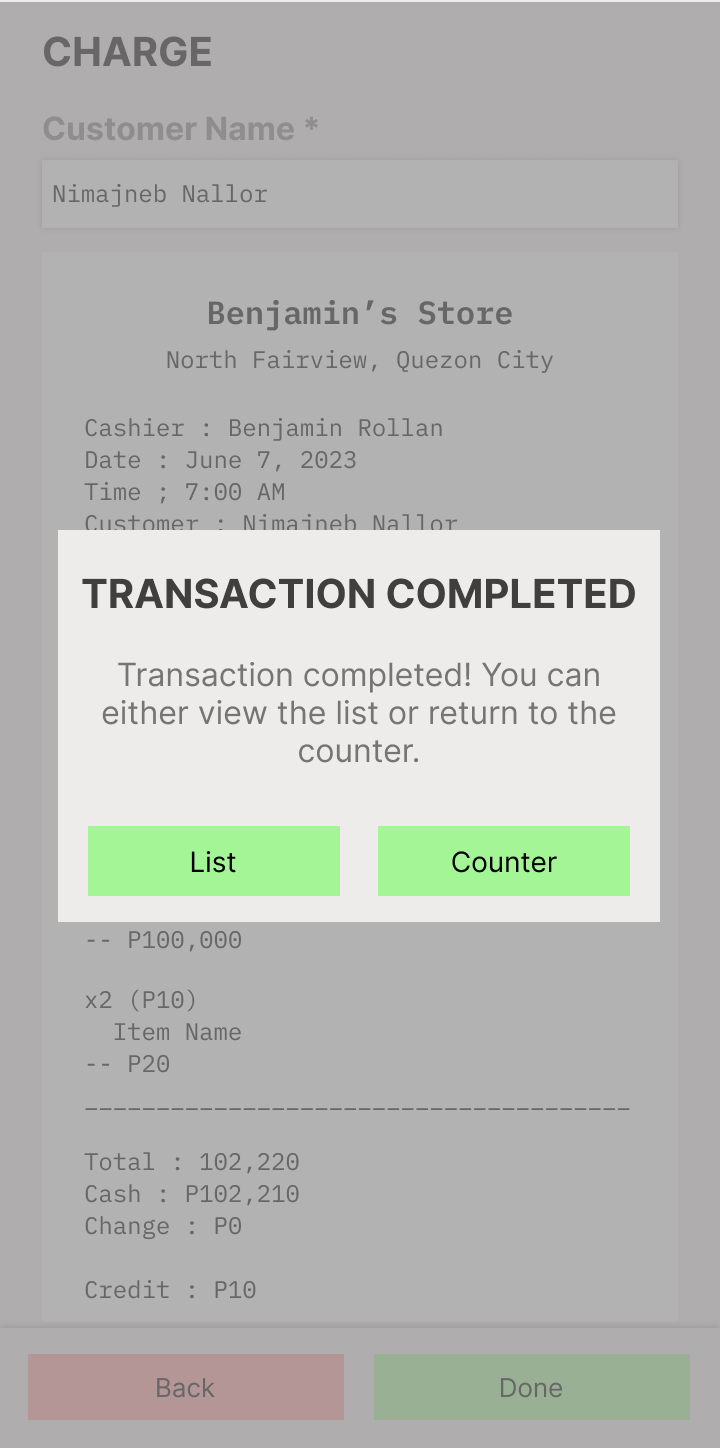 CHARGE
Customer Name *
Nimajneb Nallor
Benjamin’s Store
North Fairview, Quezon City
Cashier : Benjamin Rollan
Date : June 7, 2023
Time ; 7:00 AM
Customer : Nimajneb Nallor
TRANSACTION COMPLETED
Transaction completed! You can
either view the list or return to the
counter.
List Counter
-- P100,000
x2 (P10)
Item Name
-- P20
--------------------------------------
Total : 102,220
Cash : P102,210
Change : P0
Credit : P10
Back Done